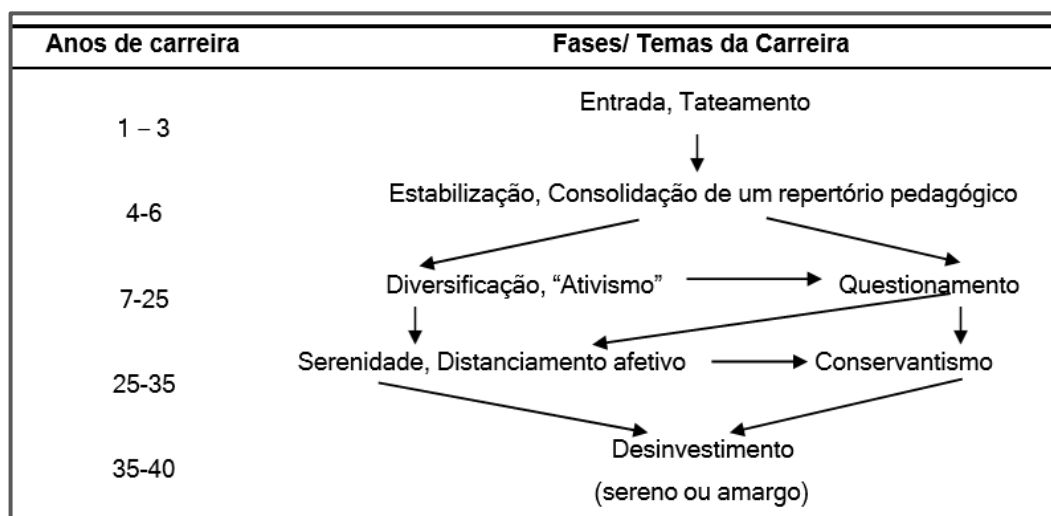 Anos de carreira Fases/ Temas da Carreira
1 – 3 Entrada, Tateamento
4-6 Estabilização, Consolidação de um repertório pedagógico
7-25 Diversificação, “Ativismo” Questionamento
25-35 Serenidade, Distanciamento afetivo Conservantismo
35-40 Desinvestimento
(sereno ou amargo)